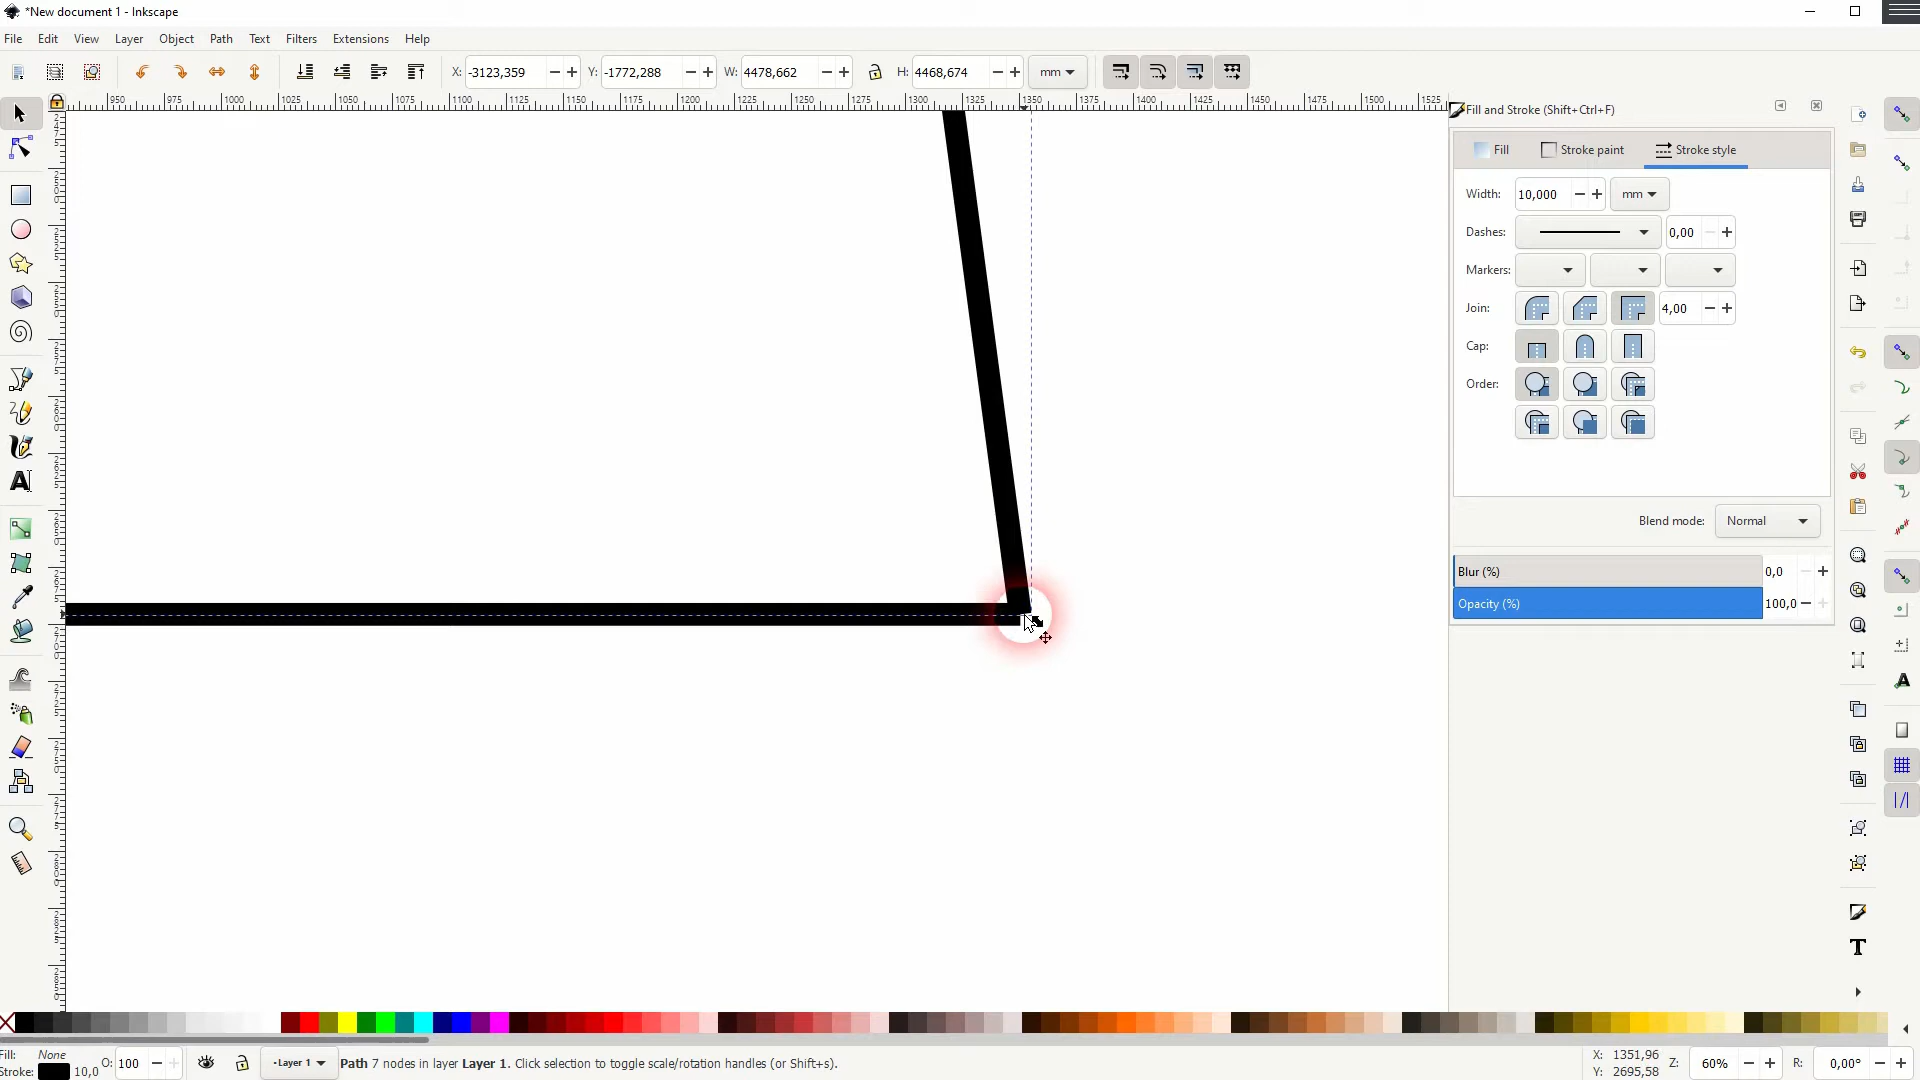 *New document 1 - Inkscape
File Edit View Layer Object Path Text Filters Extensions Help
X: -3123,359 Y: -1772,288 W: 4478,662 H: 4468,674 mm
950 975 1000 1025 1050 1075 1100 1125 1150 1175 1200 1225 1250 1275 1300 1325 1350 1375 1400 1425 1450 1475 1500 1525
Fill and Stroke (Shift+Ctrl+F)
Fill Stroke paint Stroke style
Width: 10,000 mm
Dashes: 0,00
Markers:
Join: 4,00
Cap:
Order:
Blend mode: Normal
Blur (%) 0,0
Opacity (%) 100,0
Fill: None O: 100 -Layer 1 Path 7 nodes in layer Layer 1. Click selection to toggle scale/rotation handles (or Shift+s). X: 1351,96 Z: 60% R: 0,00°
Stroke: 10,0 Y: 2695,58